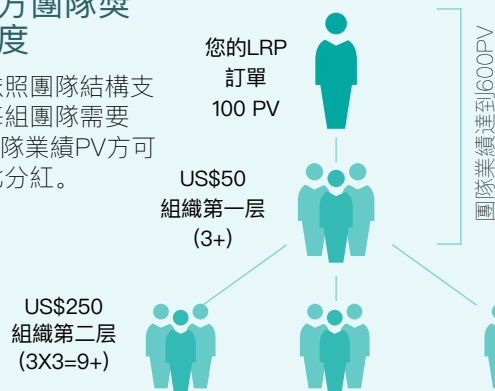 方團隊獎
度
依照團隊結構支
每組團隊需要
隊業績PV方可
此分紅。
您的LRP
訂單
100 PV
團隊業績達到600PV
US$50
組織第一层
(3+)
US$250
組織第二层
(3X3=9+)